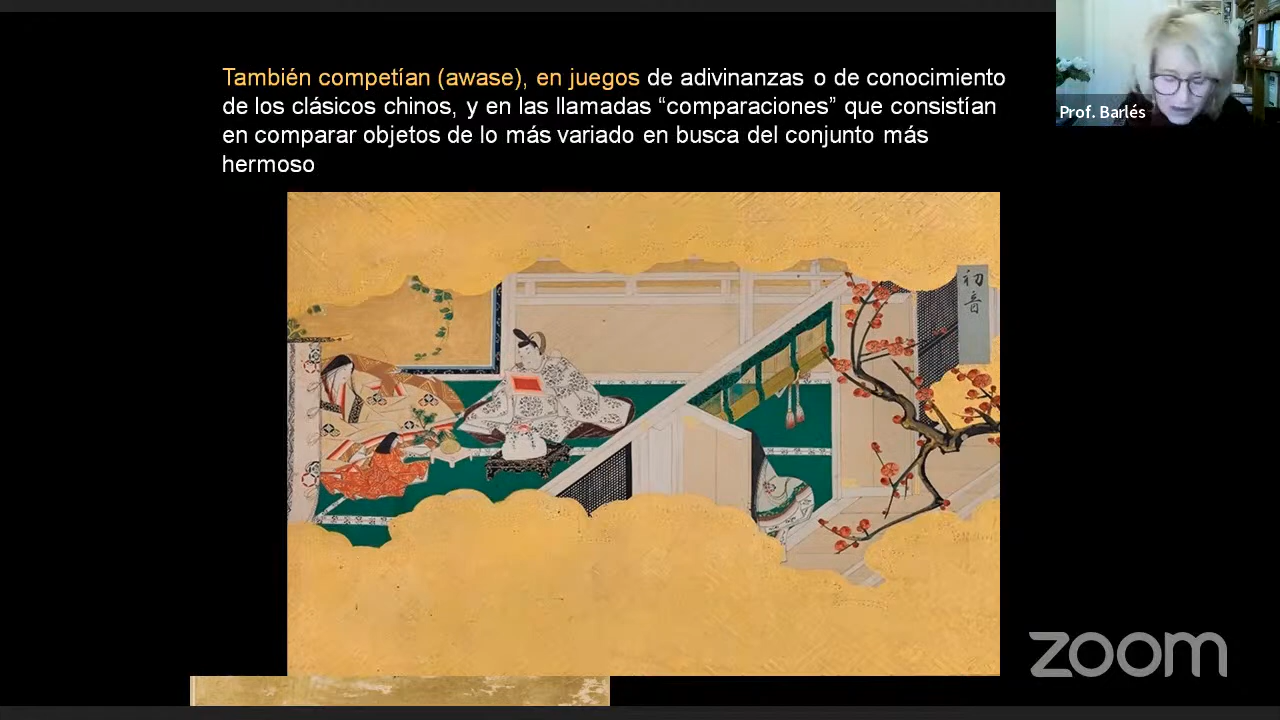 También competían (awase), en juegos de adivinanzas o de conocimiento
de los clásicos chinos, y en las llamadas “comparaciones” que consistían
en comparar objetos de lo más variado en busca del conjunto más
hermoso
Prof. Barlés
初音
zoom